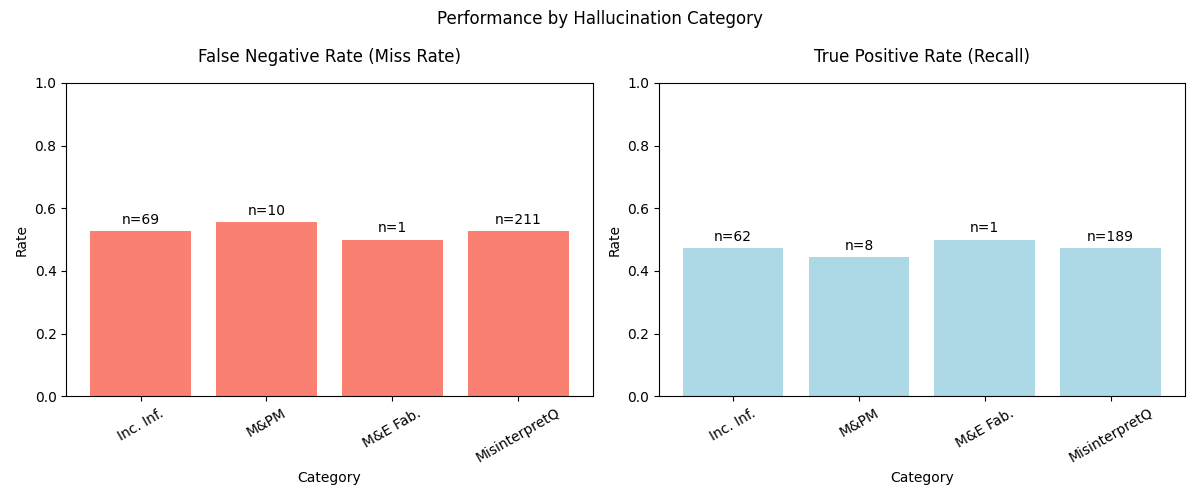 Performance by Hallucination Category
False Negative Rate (Miss Rate)
1.0
0.8
0.6
0.4
0.2
0.0
Rate
n=69
n=10
n=1
n=211
Inc. Inf.
M&PM
M&E Fab.
MisinterpretQ
Category
True Positive Rate (Recall)
1.0
0.8
0.6
0.4
0.2
0.0
Rate
n=62
n=8
n=1
n=189
Inc. Inf.
M&PM
M&E Fab.
MisinterpretQ
Category